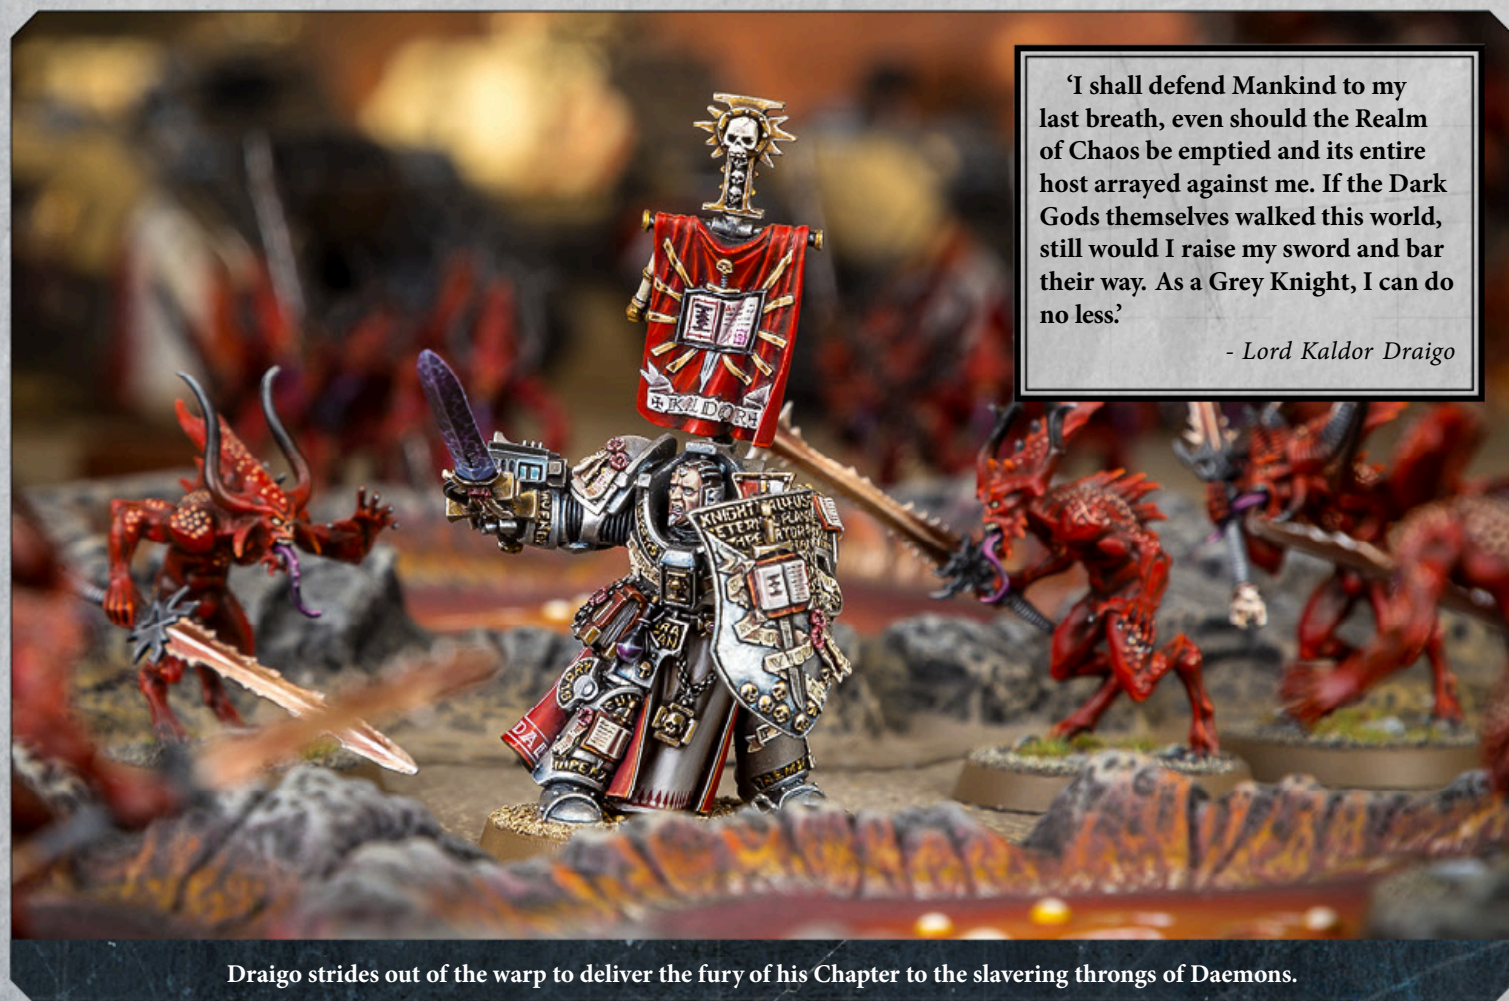 ‘I shall defend Mankind to my
last breath, even should the Realm
of Chaos be emptied and its entire
host arrayed against me. If the Dark
Gods themselves walked this world,
still would I raise my sword and bar
their way. As a Grey Knight, I can do
no less.’
- Lord Kaldor Draigo
KALDOR
Draigo strides out of the warp to deliver the fury of his Chapter to the slavering throngs of Daemons.